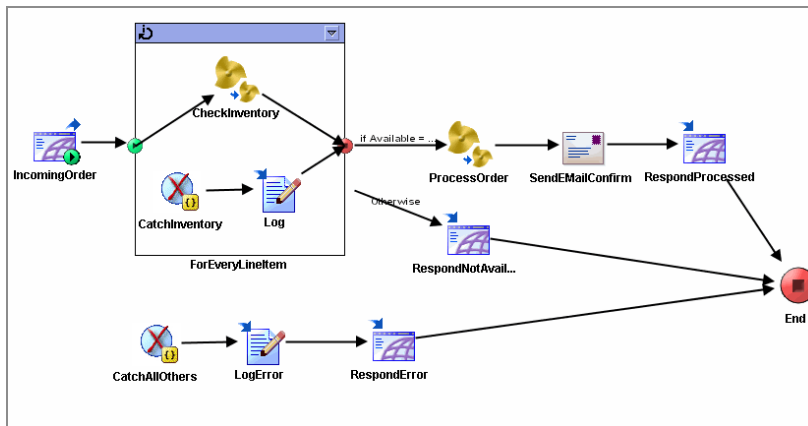 CheckInventory
IncomingOrder
if Available = ...
ProcessOrder
SendEMailConfirm
RespondProcessed
CatchInventory
Log
Otherwise
RespondNotAvail...
ForEveryLineItem
End
CatchAllOthers
LogError
RespondError